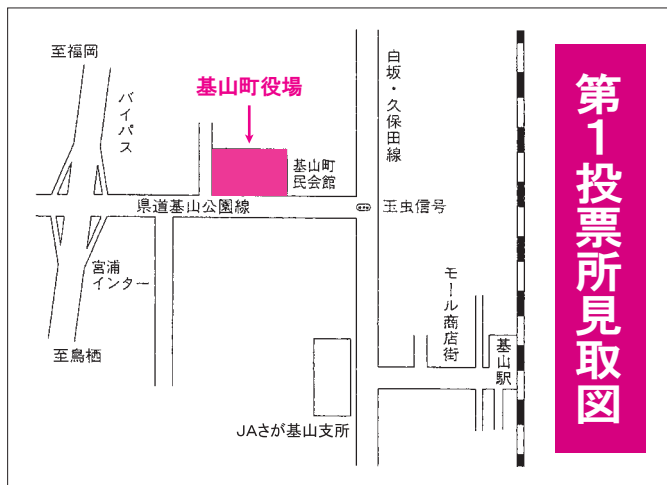 第1投票所見取図
至福岡
バイパス
基山町役場
基山町
民会館
白坂・久保田線
県道基山公園線
玉虫信号
宮浦
インター
至鳥栖
モール商店街
基山駅
JAさが基山支所